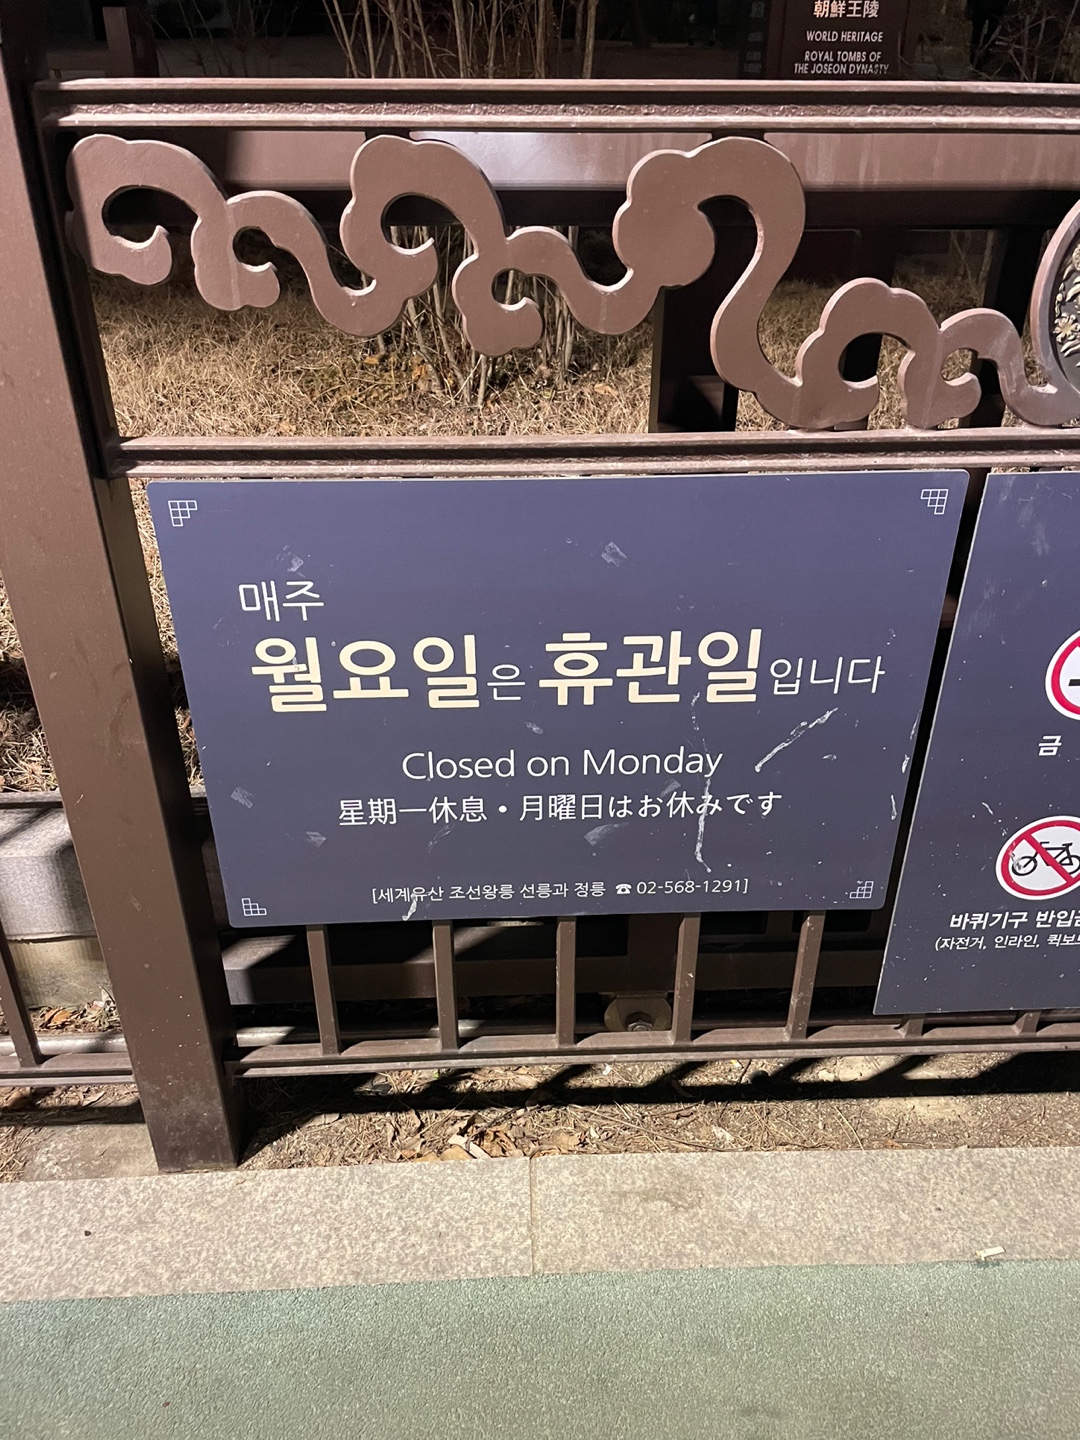 朝鮮王陵
WORLD HERITAGE
ROYAL TOMBS OF
THE JOSEON DYNASTY
매주
월요일은 휴관일입니다
Closed on Monday
星期一休息・月曜日はお休みです
[세계유산 조선왕릉 선릉과 정릉 ☎ 02-568-1291]
금
바퀴기구 반입금
(자전거, 인라인, 퀵보드